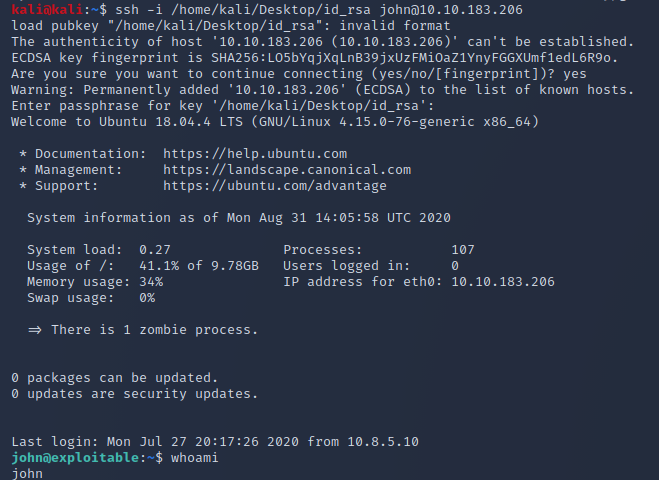 kali@kali:~$ ssh -i /home/kali/Desktop/id_rsa john@10.10.183.206
load pubkey "/home/kali/Desktop/id_rsa": invalid format
The authenticity of host '10.10.183.206 (10.10.183.206)' can't be established.
ECDSA key fingerprint is SHA256:LO5bYqjXqLnB39jxUzFMiOaZ1YnyFGGXUmf1edL6R9o.
Are you sure you want to continue connecting (yes/no/[fingerprint])? yes
Warning: Permanently added '10.10.183.206' (ECDSA) to the list of known hosts.
Enter passphrase for key '/home/kali/Desktop/id_rsa':
Welcome to Ubuntu 18.04.4 LTS (GNU/Linux 4.15.0-76-generic x86_64)
* Documentation:  https://help.ubuntu.com
* Management:     https://landscape.canonical.com
* Support:        https://ubuntu.com/advantage
System information as of Mon Aug 31 14:05:58 UTC 2020
System load:  0.27              Processes:           107
Usage of /:   41.1% of 9.78GB   Users logged in:     0
Memory usage: 34%               IP address for eth0: 10.10.183.206
Swap usage:   0%
=> There is 1 zombie process.
0 packages can be updated.
0 updates are security updates.
Last login: Mon Jul 27 20:17:26 2020 from 10.8.5.10
john@exploitable:~$ whoami
john